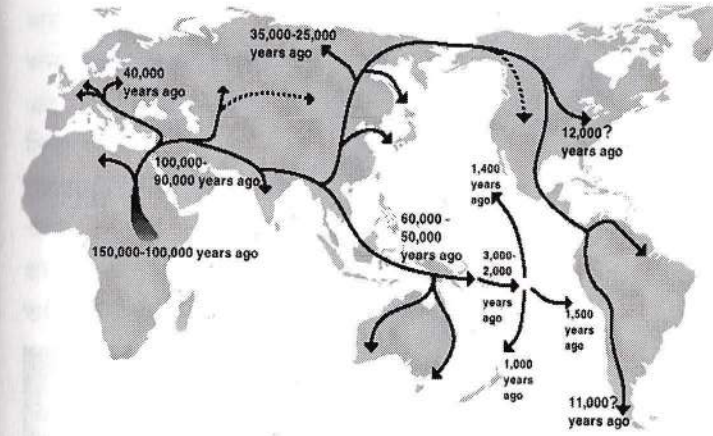 35,000-25,000
years ago
40,000
years ago
12,000?
years ago
100,000-
90,000 years ago
1,400
years
ago
60,000 -
50,000
years ago
150,000-100,000 years ago
3,000-
2,000
years
ago
1,500
years
ago
1,000
years
ago
11,000?
years ago